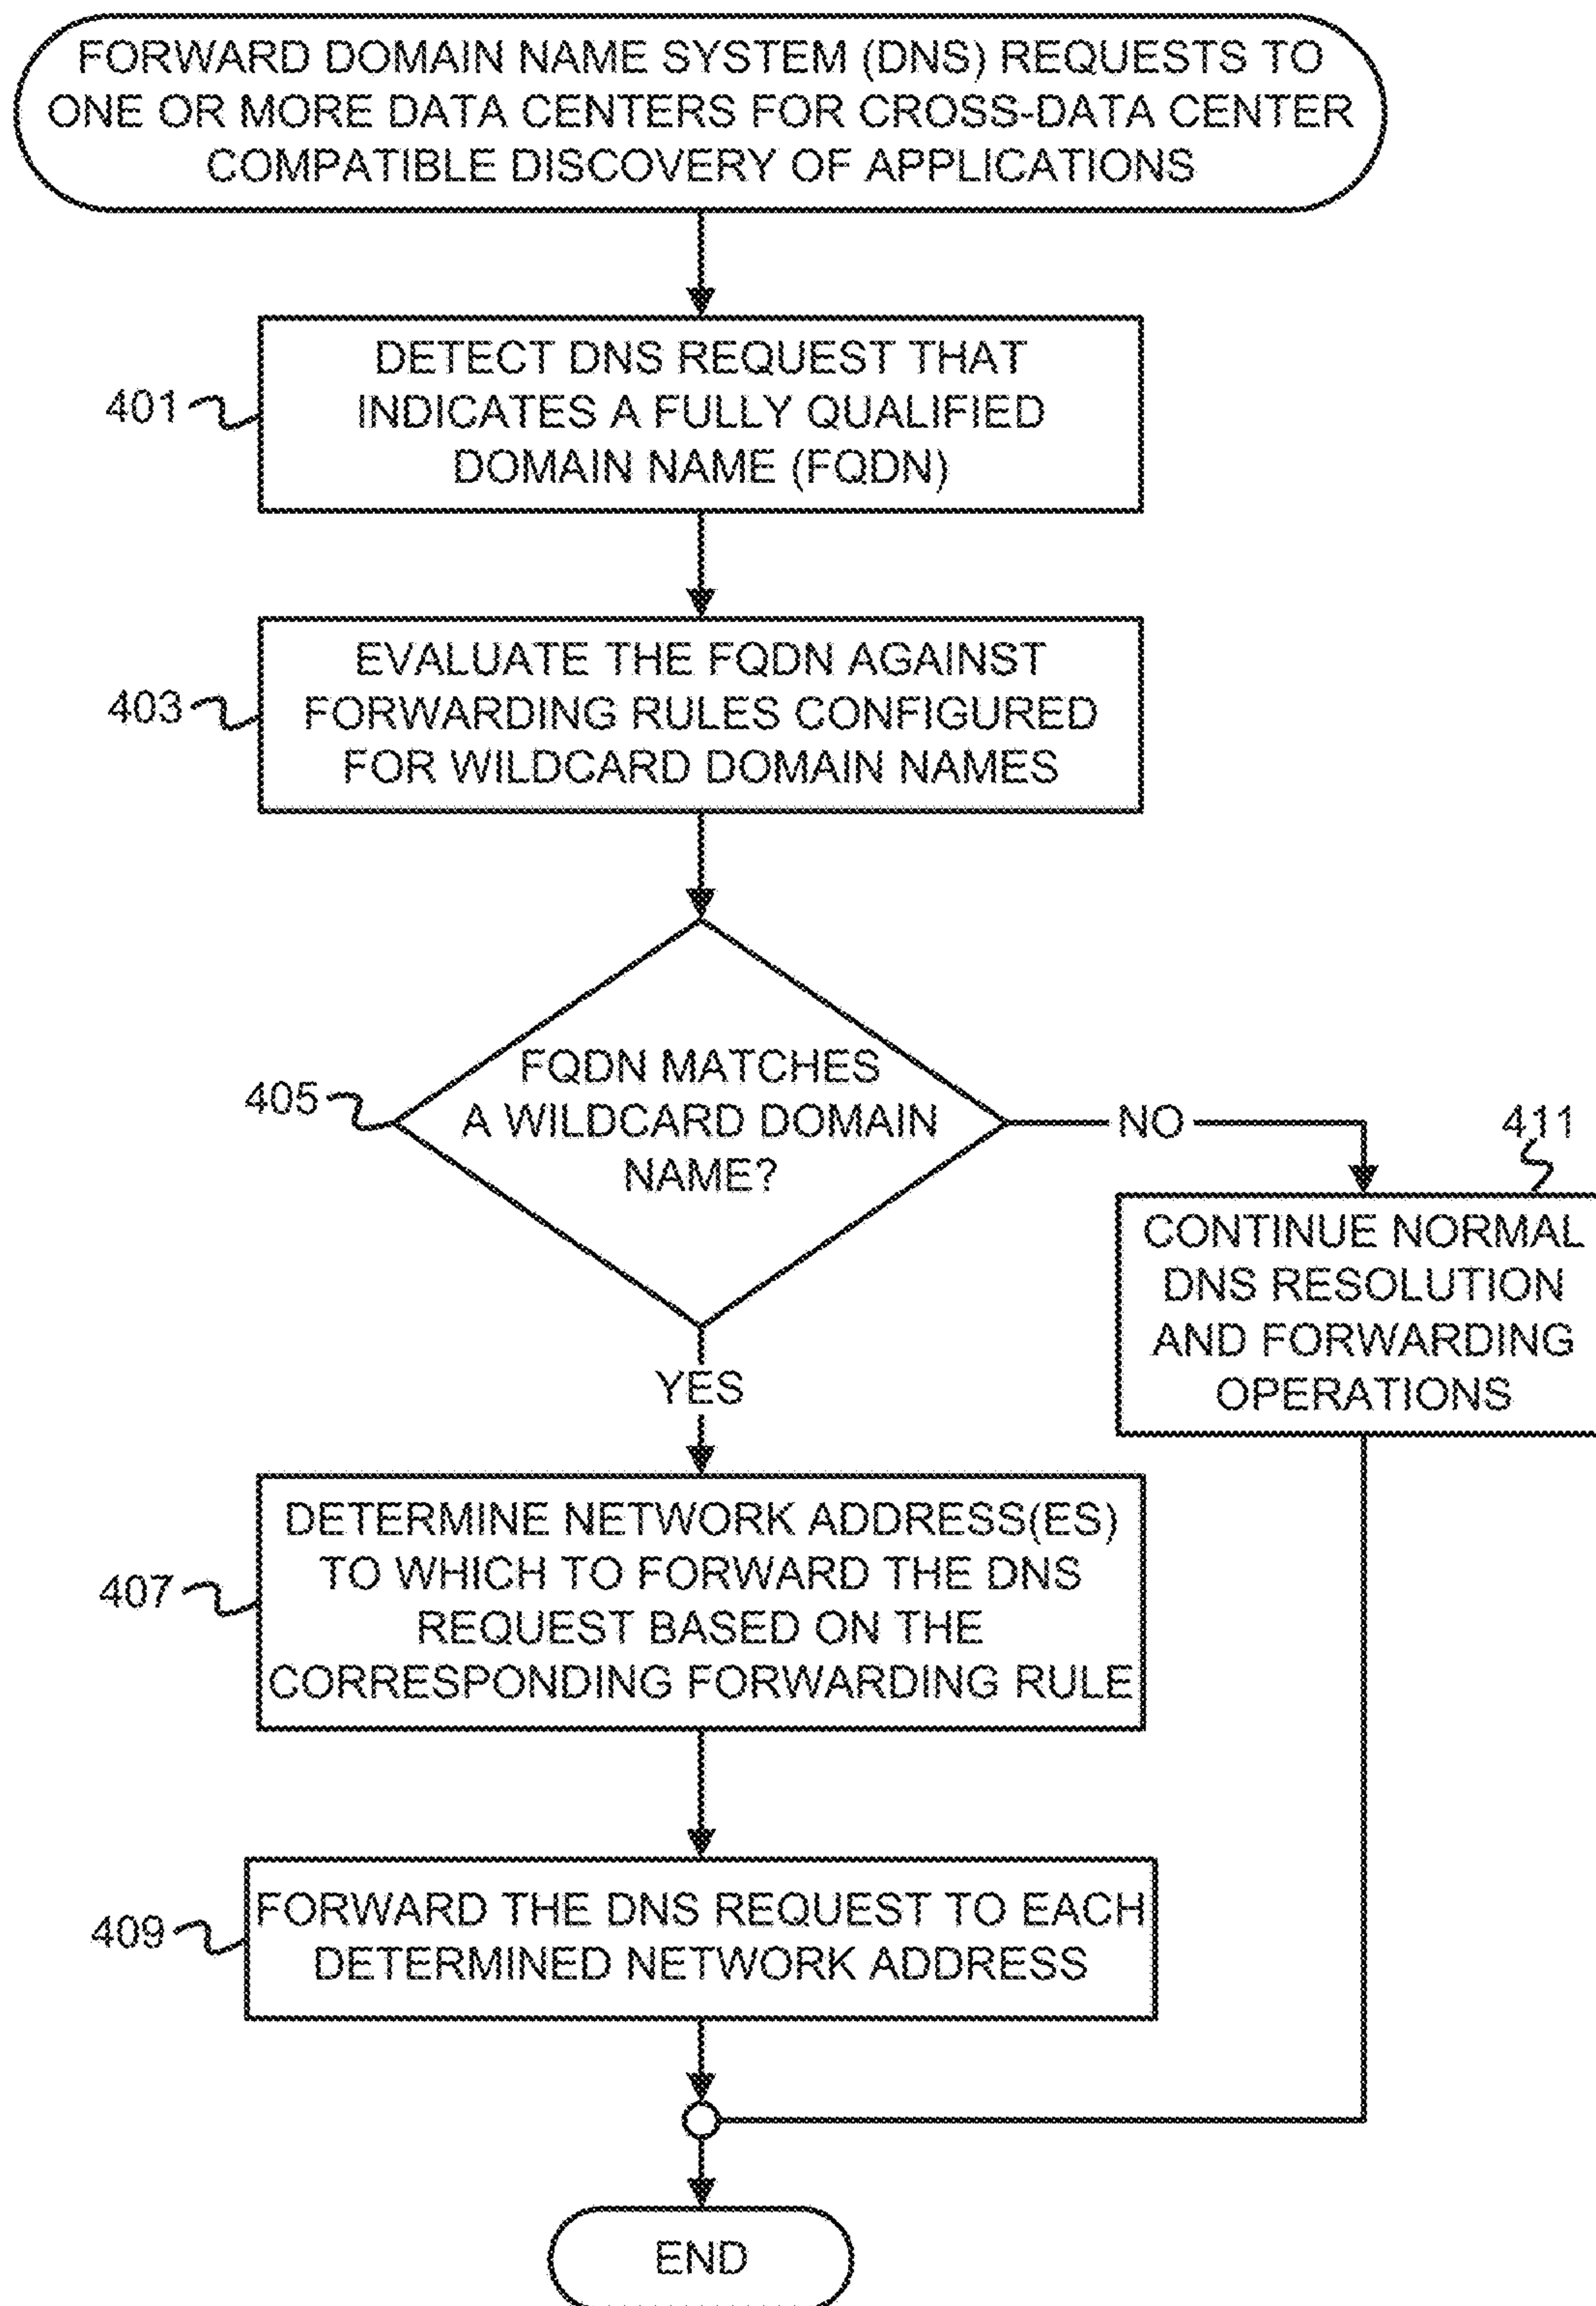 FORWARD DOMAIN NAME SYSTEM (DNS) REQUESTS TO
ONE OR MORE DATA CENTERS FOR CROSS-DATA CENTER
COMPATIBLE DISCOVERY OF APPLICATIONS
401
DETECT DNS REQUEST THAT
INDICATES A FULLY QUALIFIED
DOMAIN NAME (FQDN)
403
EVALUATE THE FQDN AGAINST
FORWARDING RULES CONFIGURED
FOR WILDCARD DOMAIN NAMES
405
FQDN MATCHES
A WILDCARD DOMAIN
NAME?
NO
411
CONTINUE NORMAL
DNS RESOLUTION
AND FORWARDING
OPERATIONS
YES
407
DETERMINE NETWORK ADDRESS(ES)
TO WHICH TO FORWARD THE DNS
REQUEST BASED ON THE
CORRESPONDING FORWARDING RULE
409
FORWARD THE DNS REQUEST TO EACH
DETERMINED NETWORK ADDRESS
END